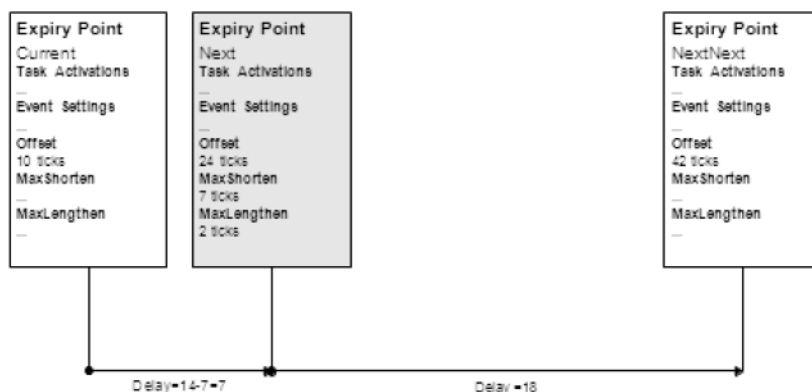 Expiry Point
Current
Task Activations
...
Event Settings
...
Offset
10 ticks
MaxShorten
...
MaxLengthen
...
Expiry Point
Next
Task Activations
...
Event Settings
...
Offset
24 ticks
MaxShorten
7 ticks
MaxLengthen
2 ticks
Expiry Point
NextNext
Task Activations
...
Event Settings
...
Offset
42 ticks
MaxShorten
...
MaxLengthen
...
Delay=14-7=7
Delay =18